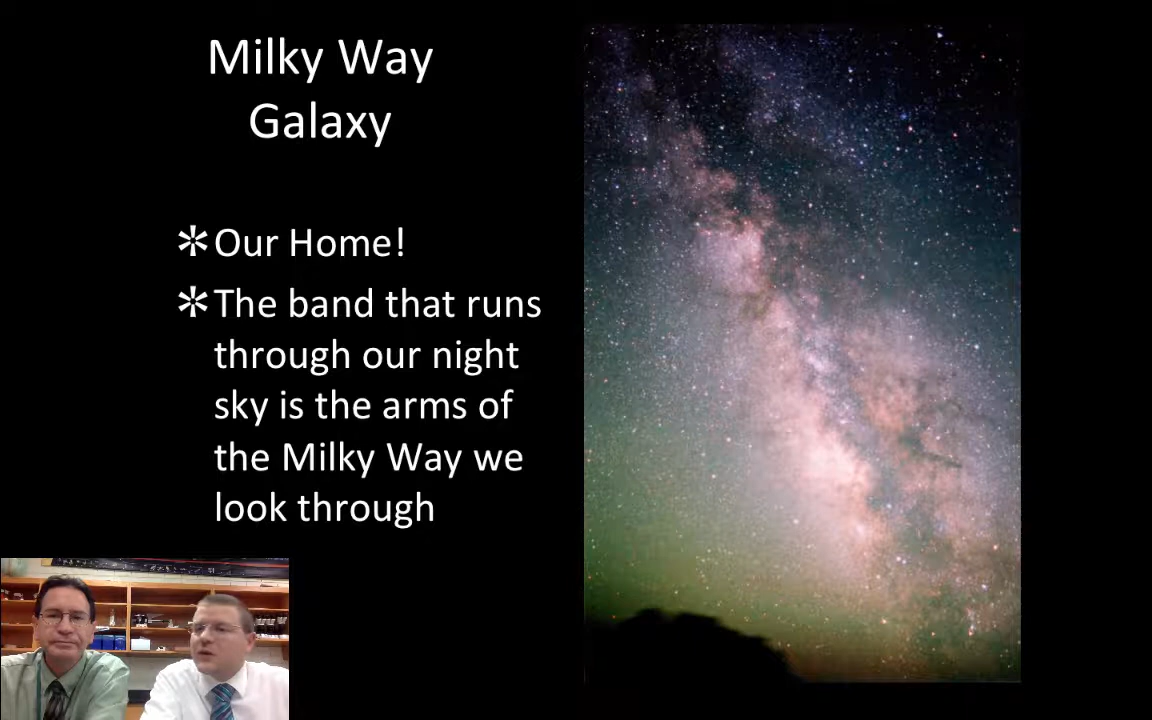 Milky Way
Galaxy
✲Our Home!
✲The band that runs
through our night
sky is the arms of
the Milky Way we
look through